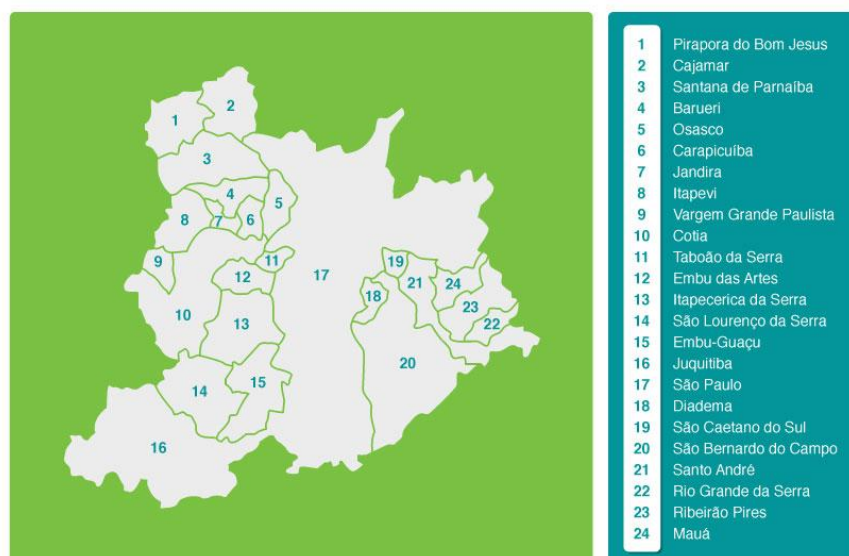 1
2
3
4
5
6
7
8
9
10
11
12
13
14
15
16
17
18
19
20
21
22
23
24
1 Pirapora do Bom Jesus
2 Cajamar
3 Santana de Parnaíba
4 Barueri
5 Osasco
6 Carapicuíba
7 Jandira
8 Itapevi
9 Vargem Grande Paulista
10 Cotia
11 Taboão da Serra
12 Embu das Artes
13 Itapecerica da Serra
14 São Lourenço da Serra
15 Embu-Guaçu
16 Juquitiba
17 São Paulo
18 Diadema
19 São Caetano do Sul
20 São Bernardo do Campo
21 Santo André
22 Rio Grande da Serra
23 Ribeirão Pires
24 Mauá